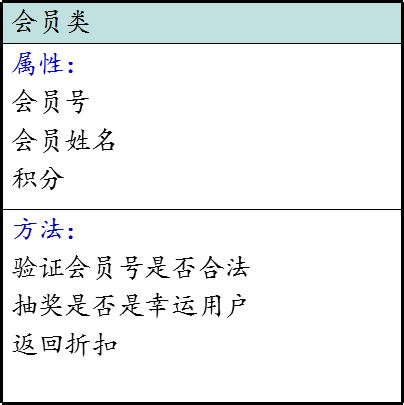 会员类
属性：
会员号
会员姓名
积分
方法：
验证会员号是否合法
抽奖是否是幸运用户
返回折扣